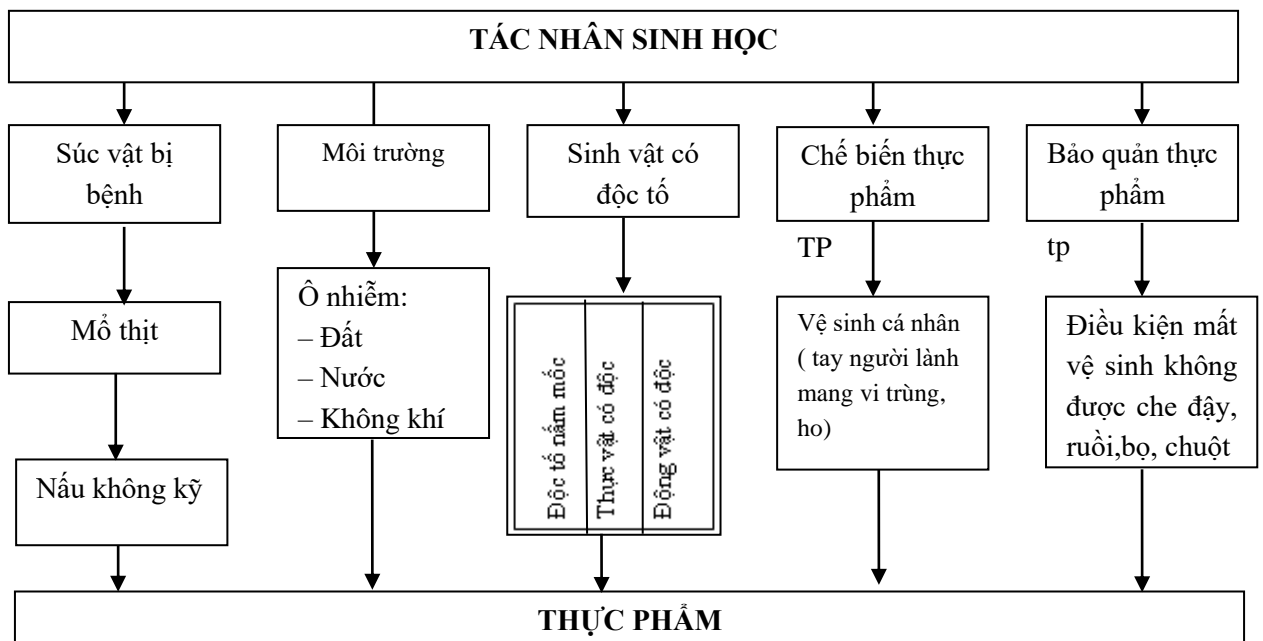 TÁC NHÂN SINH HỌC
Súc vật bị
bệnh
Môi trường
Sinh vật có
độc tố
Chế biến thực
phẩm
Bảo quản thực
phẩm
TP
tp
Mổ thịt
Ô nhiễm:
– Đất
– Nước
– Không khí
Độc tố nấm mốc
Thực vật có độc
Động vật có độc
Vệ sinh cá nhân
( tay người lành
mang vi trùng,
ho)
Điều kiện mất
vệ sinh không
được che đậy,
ruồi,bọ, chuột
Nấu không kỹ
THỰC PHẨM